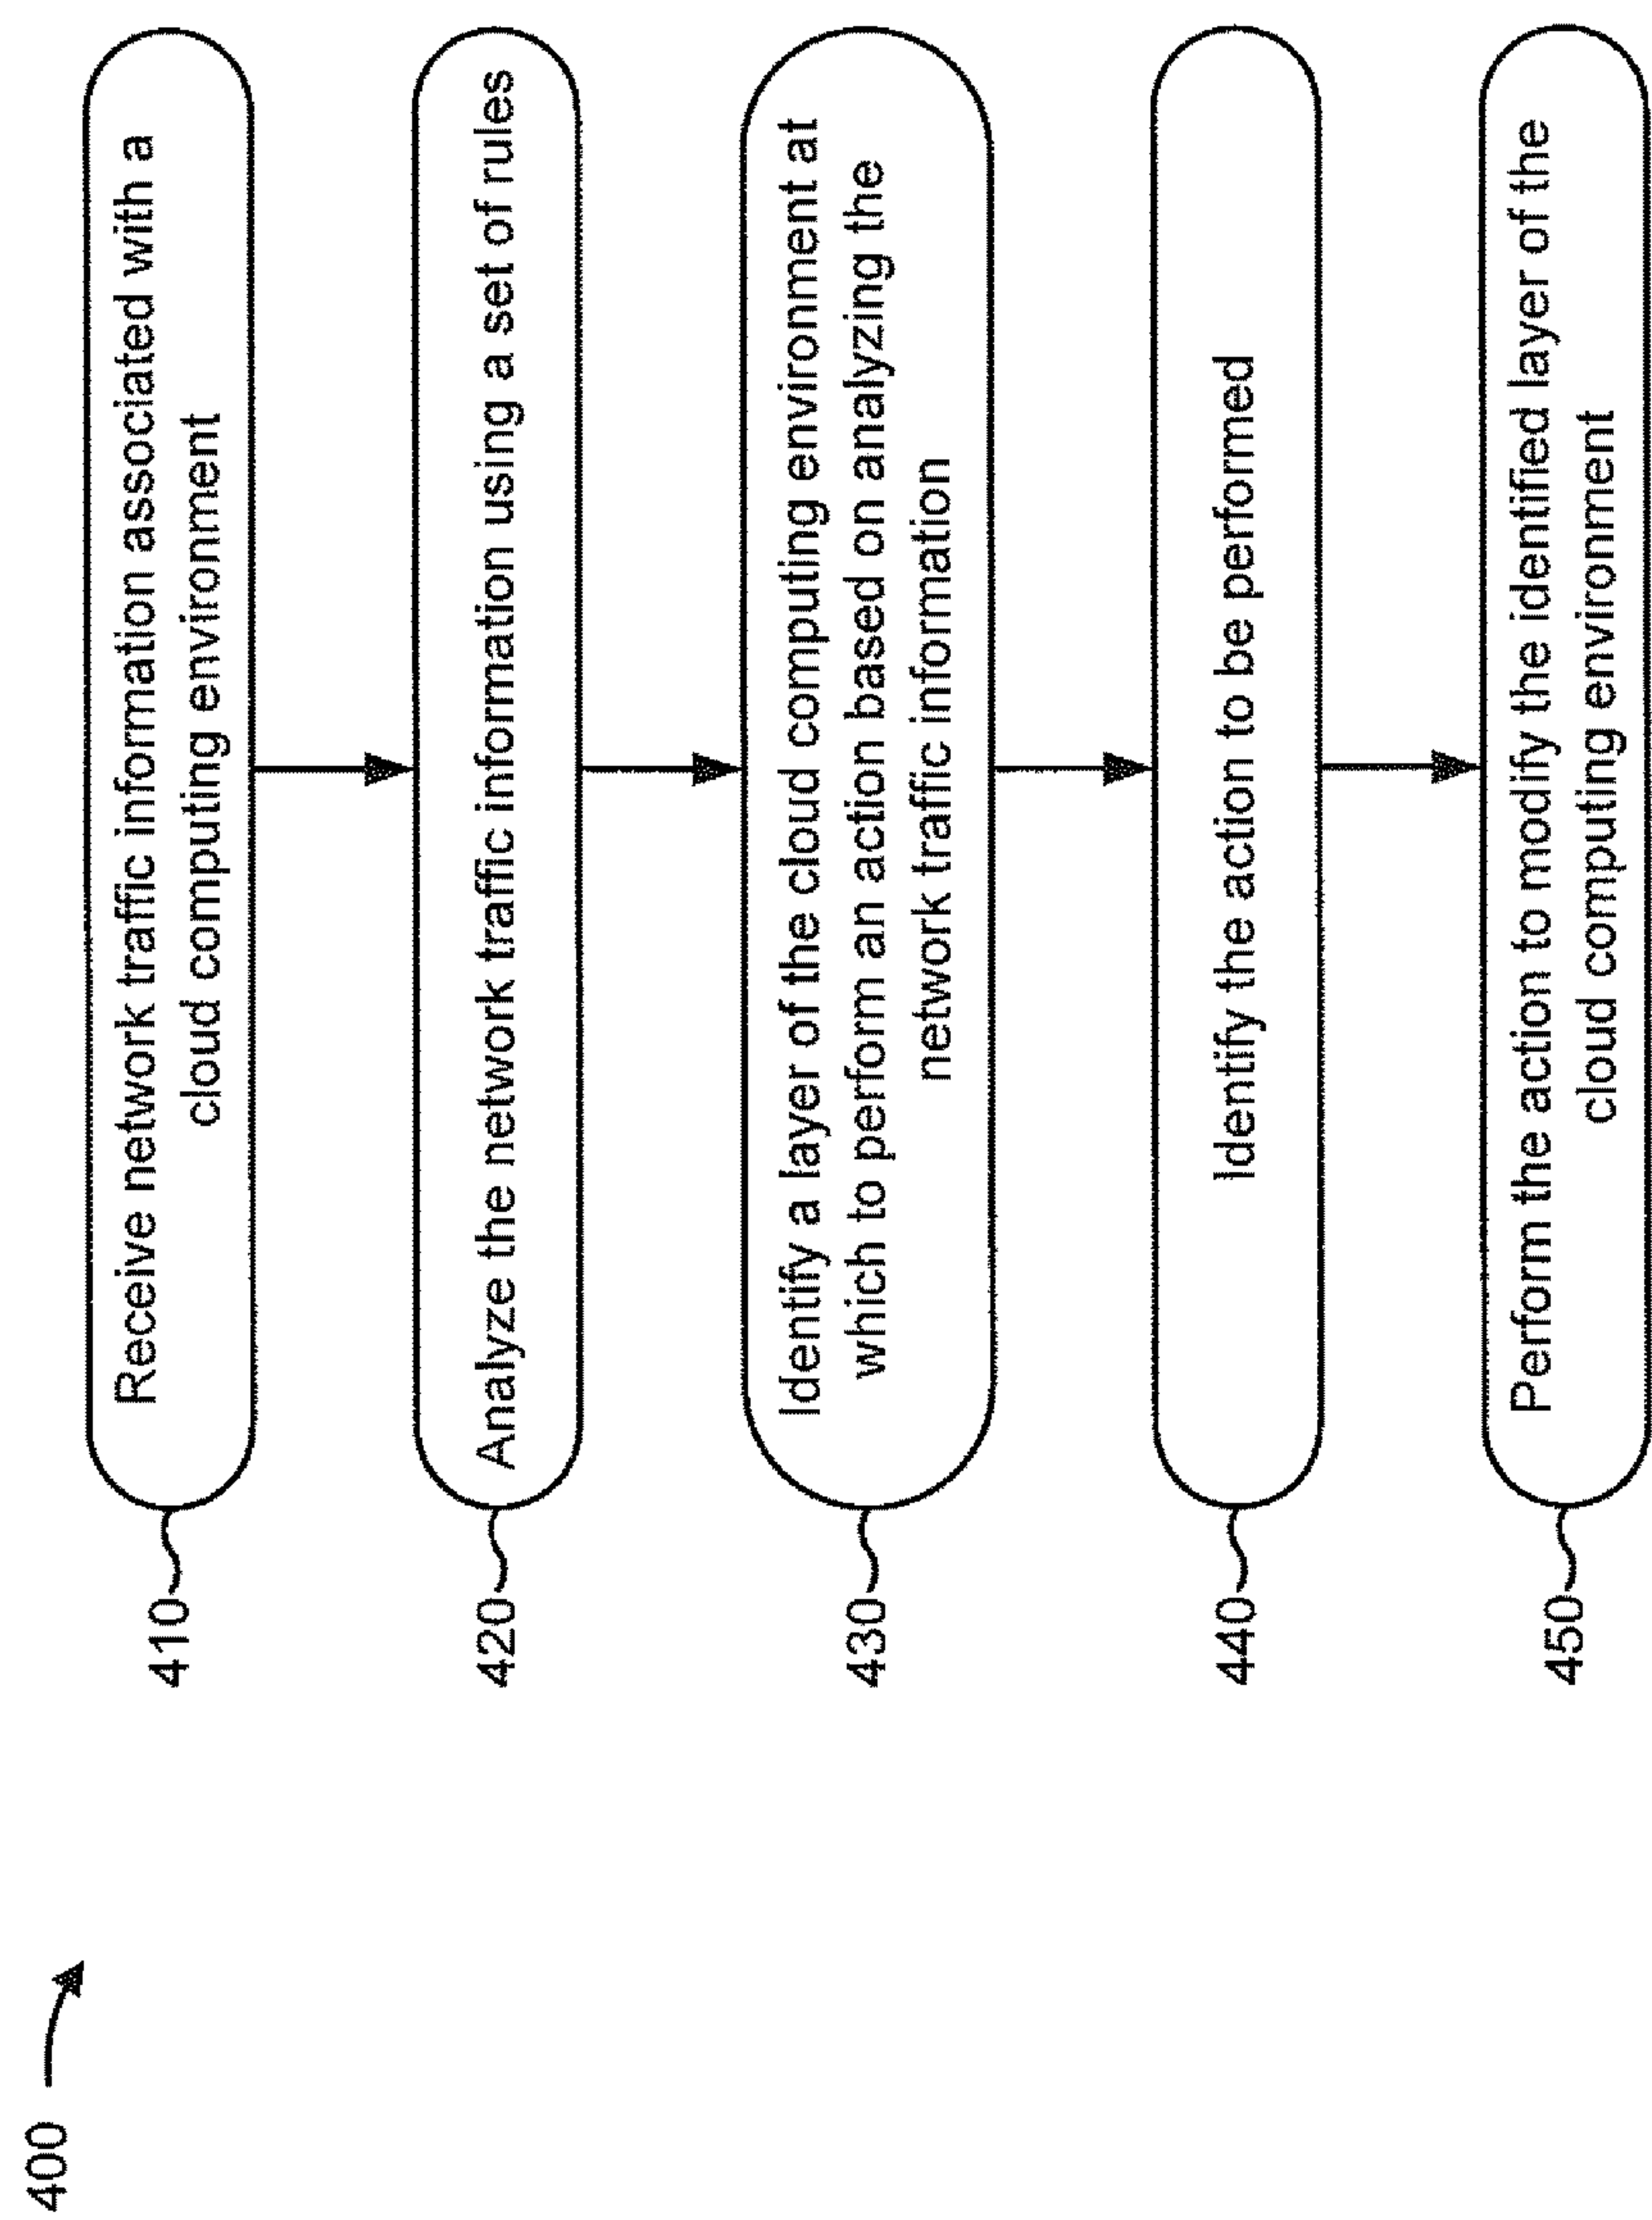 400
410
Receive network traffic information associated with a
cloud computing environment
420
Analyze the network traffic information using a set of rules
430
Identify a layer of the cloud computing environment at
which to perform an action based on analyzing the
network traffic information
440
Identify the action to be performed
450
Perform the action to modify the identified layer of the
cloud computing environment